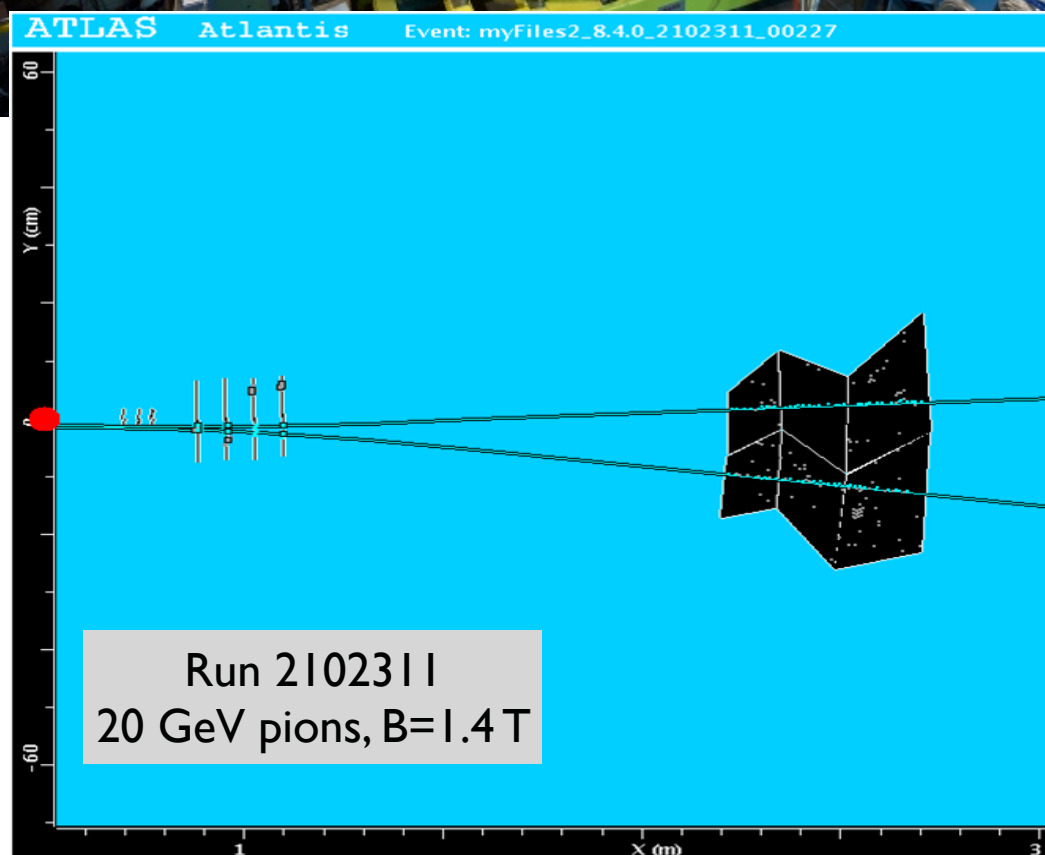 ATLAS Atlantis Event: myFiles2_8.4.0_2102311_00227
60
Y (cm)
0
-60
Run 2102311
20 GeV pions, B=1.4 T
1 X (m) 3